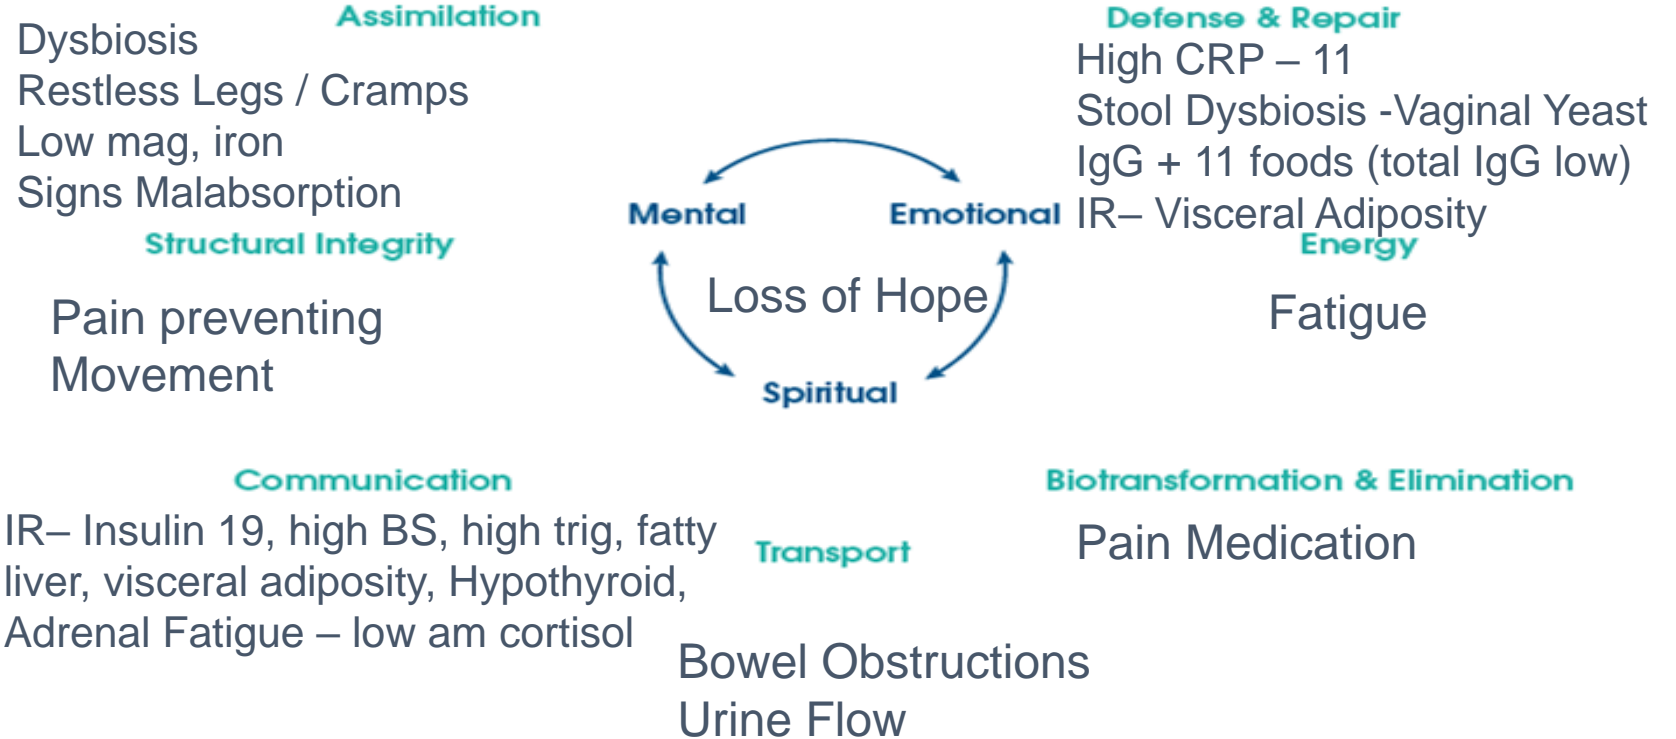 Assimilation
Dysbiosis
Restless Legs / Cramps
Low mag, iron
Signs Malabsorption
Defense & Repair
High CRP – 11
Stool Dysbiosis -Vaginal Yeast
IgG + 11 foods (total IgG low)
IR– Visceral Adiposity
Structural Integrity
Pain preventing
Movement
Mental
Emotional
Loss of Hope
Spiritual
Energy
Fatigue
Communication
IR– Insulin 19, high BS, high trig, fatty
liver, visceral adiposity, Hypothyroid,
Adrenal Fatigue – low am cortisol
Transport
Bowel Obstructions
Urine Flow
Biotransformation & Elimination
Pain Medication